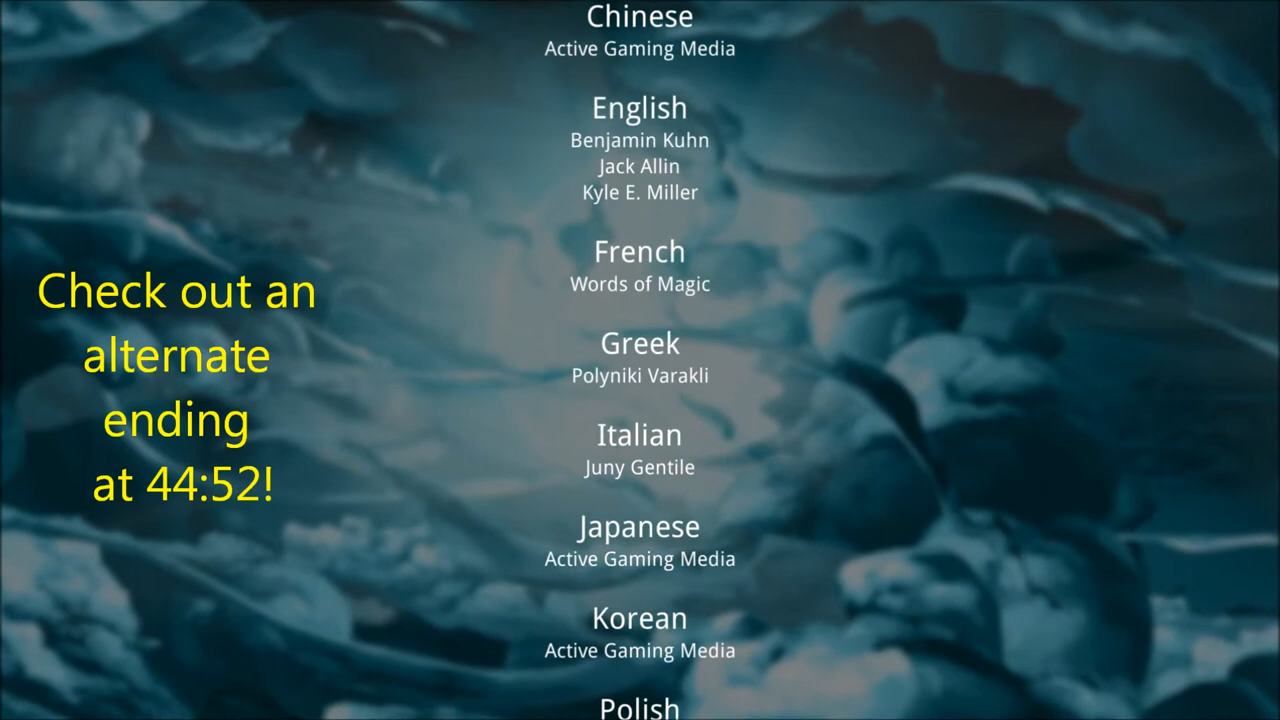 Chinese
Active Gaming Media
English
Benjamin Kuhn
Jack Allin
Kyle E. Miller
French
Words of Magic
Greek
Polyniki Varakli
Italian
Juny Gentile
Japanese
Active Gaming Media
Korean
Active Gaming Media
Polish
Check out an
alternate
ending
at 44:52!